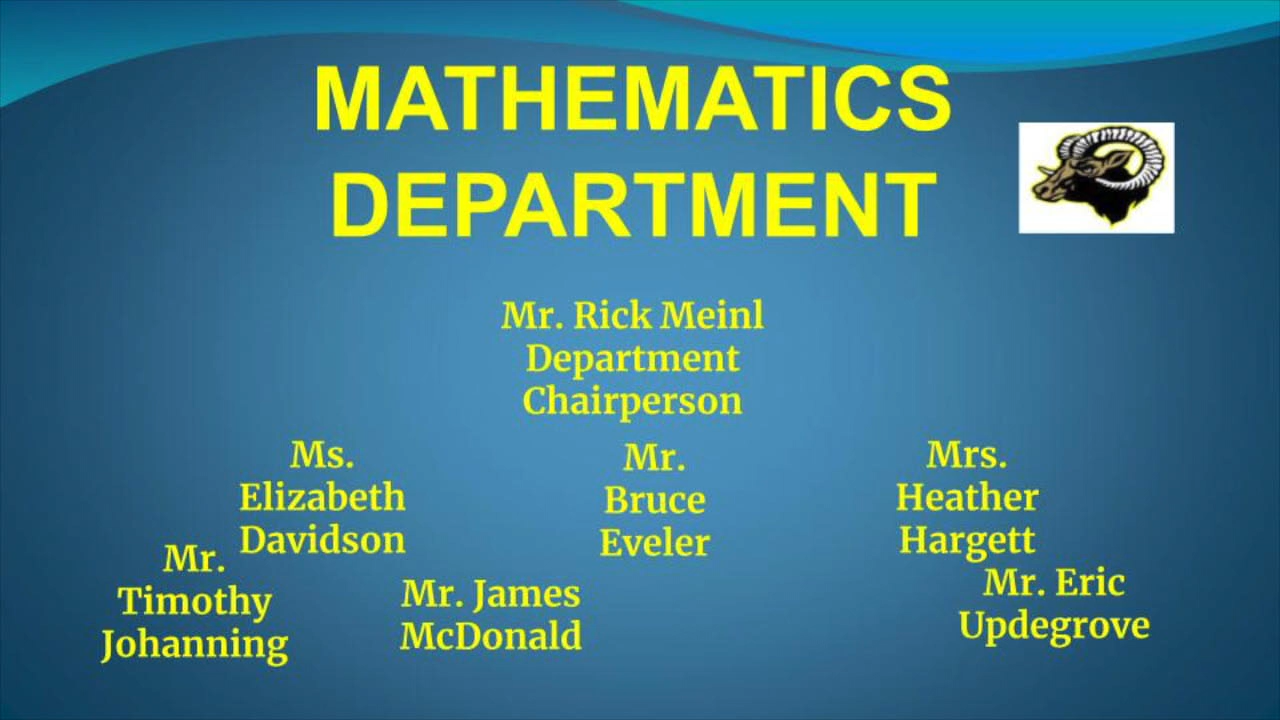 MATHEMATICS
DEPARTMENT
Mr. Rick Meinl
Department
Chairperson
Ms.
Elizabeth
Davidson
Mr.
Bruce
Eveler
Mrs.
Heather
Hargett
Mr.
Timothy
Johanning
Mr. James
McDonald
Mr. Eric
Updegrove